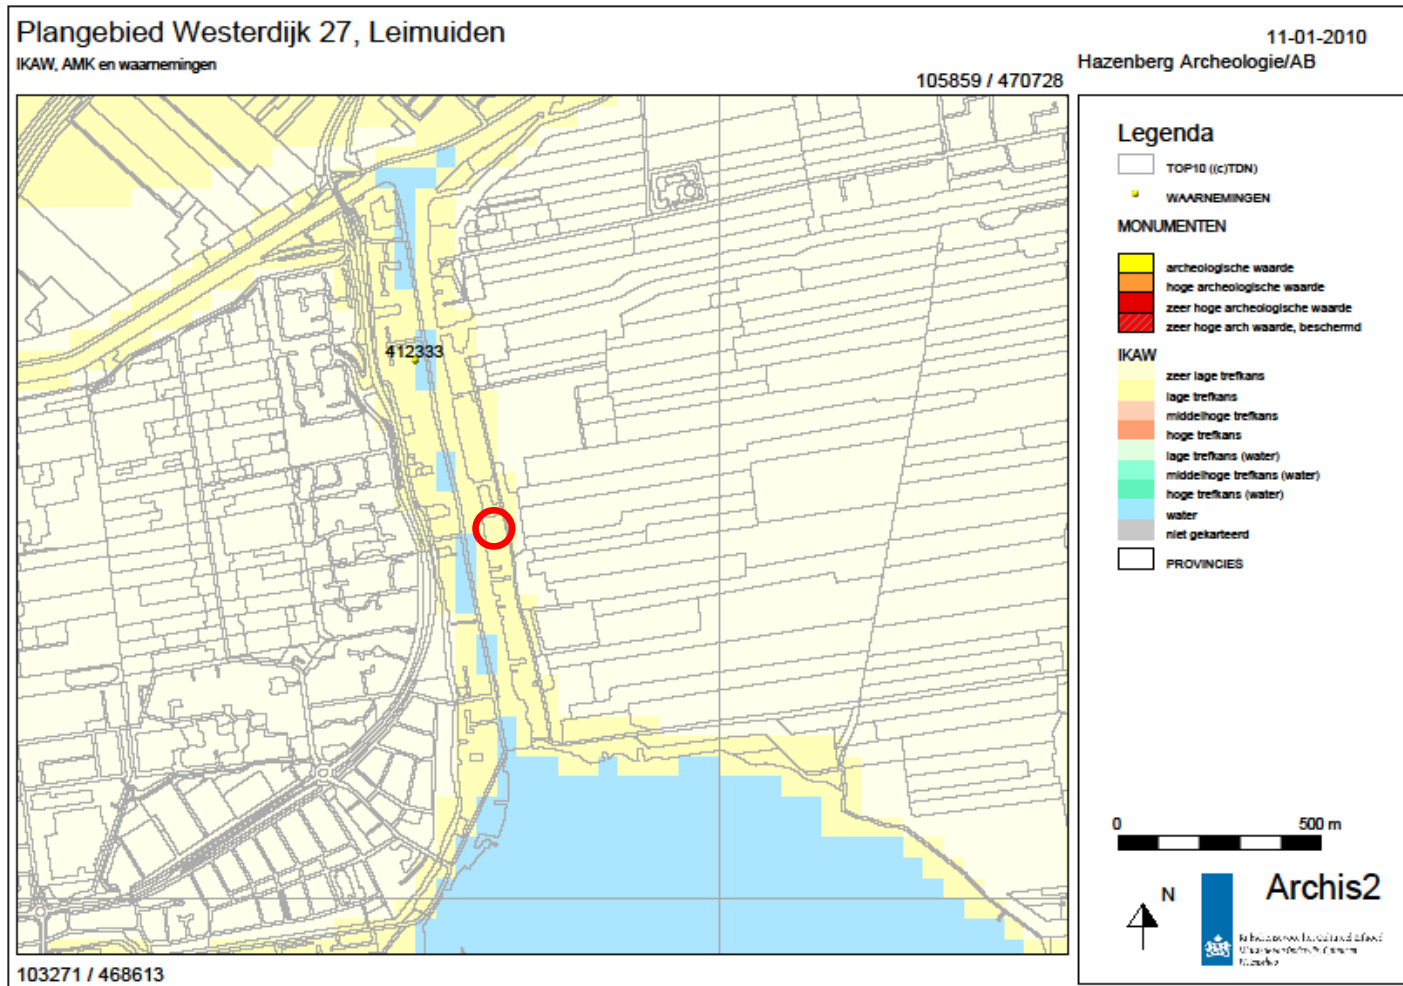 Plangebied Westerdijk 27, Leimuiden
IKAW, AMK en waarnemingen
11-01-2010
Hazenberg Archeologie/AB
105859 / 470728
412333
103271 / 468613
Legenda
TOP10 ((c)TDN)
WAARNEMINGEN
MONUMENTEN
archeologische waarde
hoge archeologische waarde
zeer hoge archeologische waarde
zeer hoge arch waarde, beschermd
IKAW
zeer lage trefkans
lage trefkans
middelhoge trefkans
hoge trefkans
lage trefkans (water)
middelhoge trefkans (water)
hoge trefkans (water)
water
niet gekarteerd
PROVINCIES
0 500 m
N
Archis2